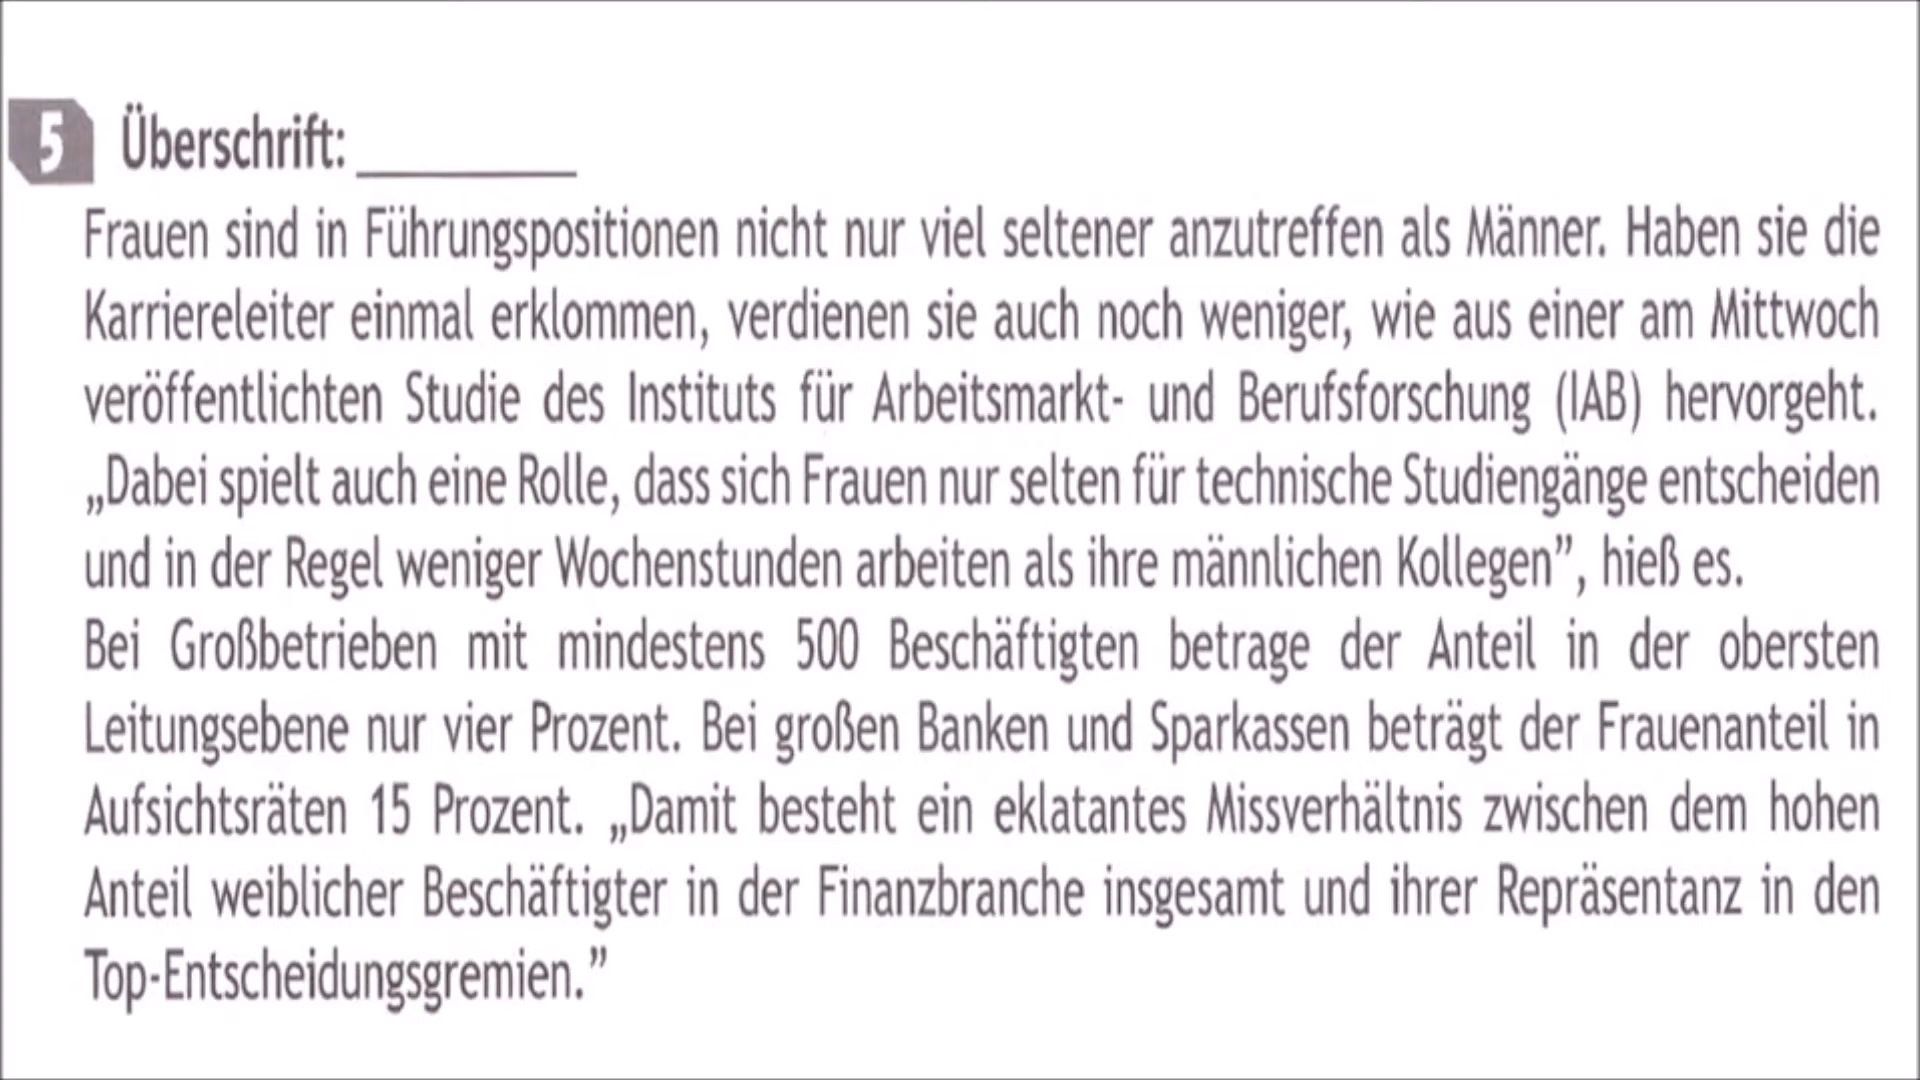 5 Überschrift: ________
Frauen sind in Führungspositionen nicht nur viel seltener anzutreffen als Männer. Haben sie die
Karriereleiter einmal erklommen, verdienen sie auch noch weniger, wie aus einer am Mittwoch
veröffentlichten Studie des Instituts für Arbeitsmarkt- und Berufsforschung (IAB) hervorgeht.
„Dabei spielt auch eine Rolle, dass sich Frauen nur selten für technische Studiengänge entscheiden
und in der Regel weniger Wochenstunden arbeiten als ihre männlichen Kollegen”, hieß es.
Bei Großbetrieben mit mindestens 500 Beschäftigten betrage der Anteil in der obersten
Leitungsebene nur vier Prozent. Bei großen Banken und Sparkassen beträgt der Frauenanteil in
Aufsichtsräten 15 Prozent. „Damit besteht ein eklatantes Missverhältnis zwischen dem hohen
Anteil weiblicher Beschäftigter in der Finanzbranche insgesamt und ihrer Repräsentanz in den
Top-Entscheidungsgremien.”